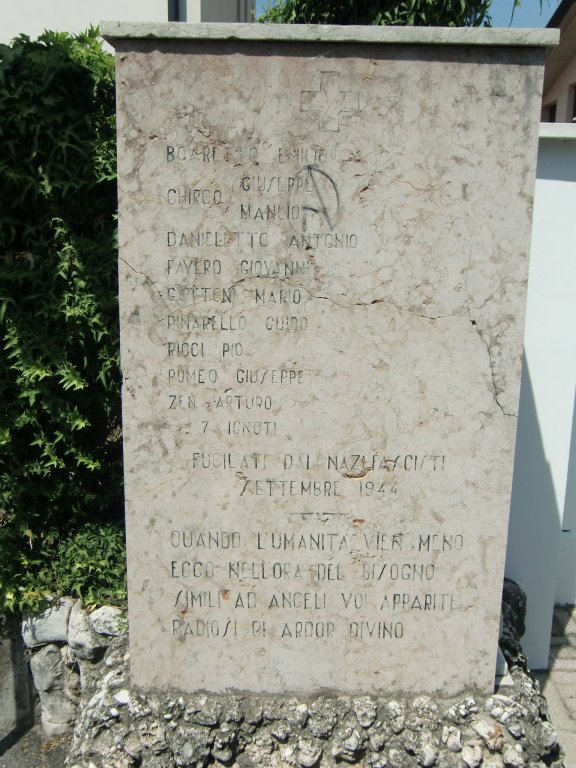 BOARETTO EMILIO
GIUSEPPE
CHIRCO
MANLIO
DANIELETTO ANTONIO
FAVERO GIOVANNI
GATTONI MARIO
PINARELLO GUIDO
RICCI PIO
ROMEO GIUSEPPE
ZEN ARTURO
7 IGNOTI
FUCILATI DAI NAZIFASCISTI
SETTEMBRE 1944
QUANDO L'UMANITA' VIEN MENO
ECCO NELL'ORA DEL BISOGNO
SIMILI AD ANGELI VOI APPARITE
RADIOSI DI ARDOR DIVINO